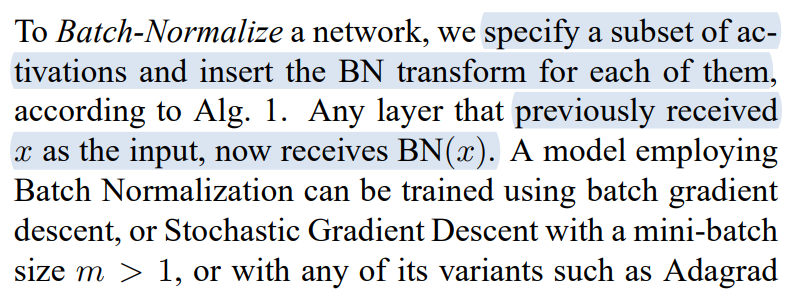 To Batch-Normalize a network, we specify a subset of ac-
tivations and insert the BN transform for each of them,
according to Alg. 1. Any layer that previously received
x as the input, now receives BN(x). A model employing
Batch Normalization can be trained using batch gradient
descent, or Stochastic Gradient Descent with a mini-batch
size m > 1, or with any of its variants such as Adagrad